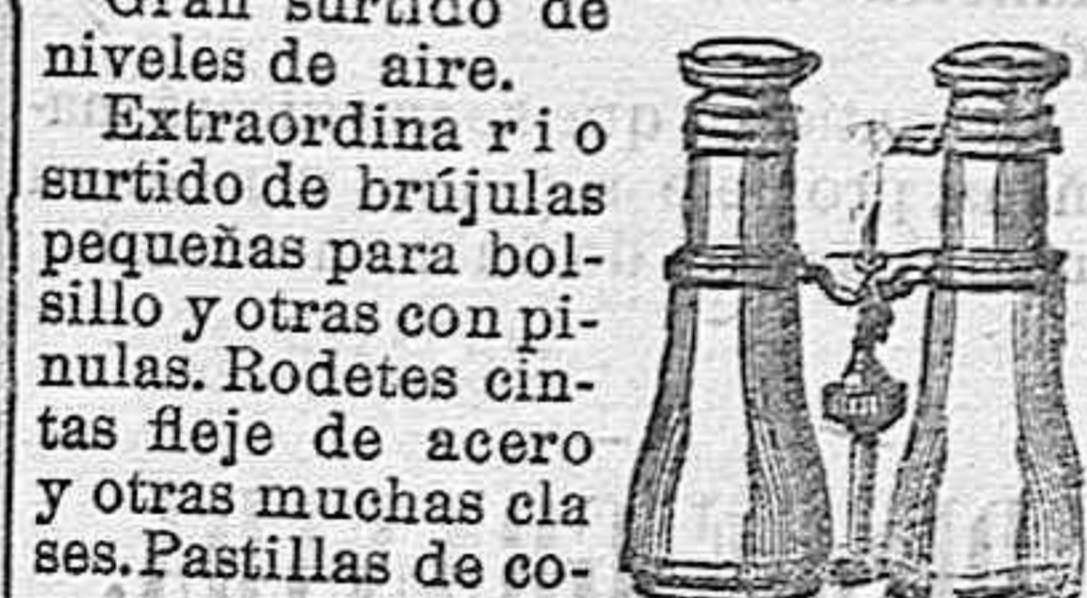 Gran surtido de
niveles de aire.
Extraordina r i o
surtido de brújulas
pequeñas para bol-
sillo y otras con pi-
nulas. Rodetes cin-
tas fleje de acero
y otras muchas cla
ses. Pastillas de co-